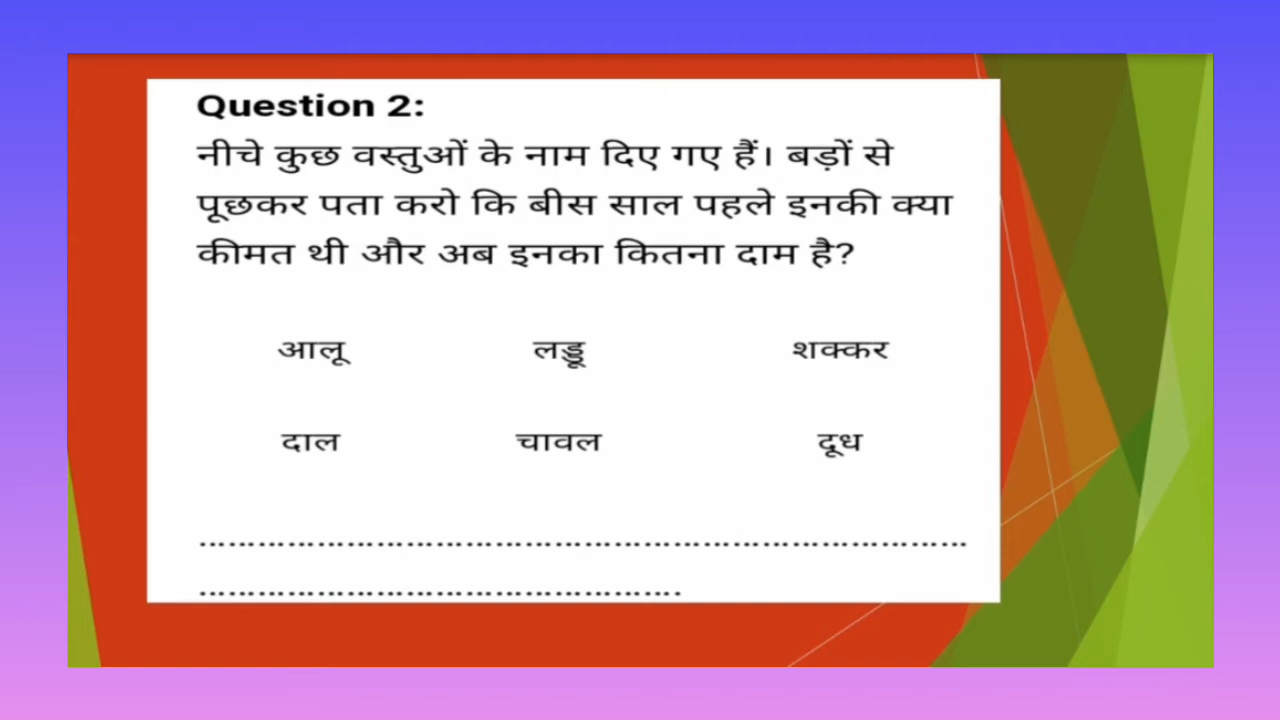 Question 2:
नीचे कुछ वस्तुओं के नाम दिए गए हैं। बड़ों से
पूछकर पता करो कि बीस साल पहले इनकी क्या
कीमत थी और अब इनका कितना दाम है?
आलू लड्डू शक्कर
दाल चावल दूध
................................................................................
..................................................